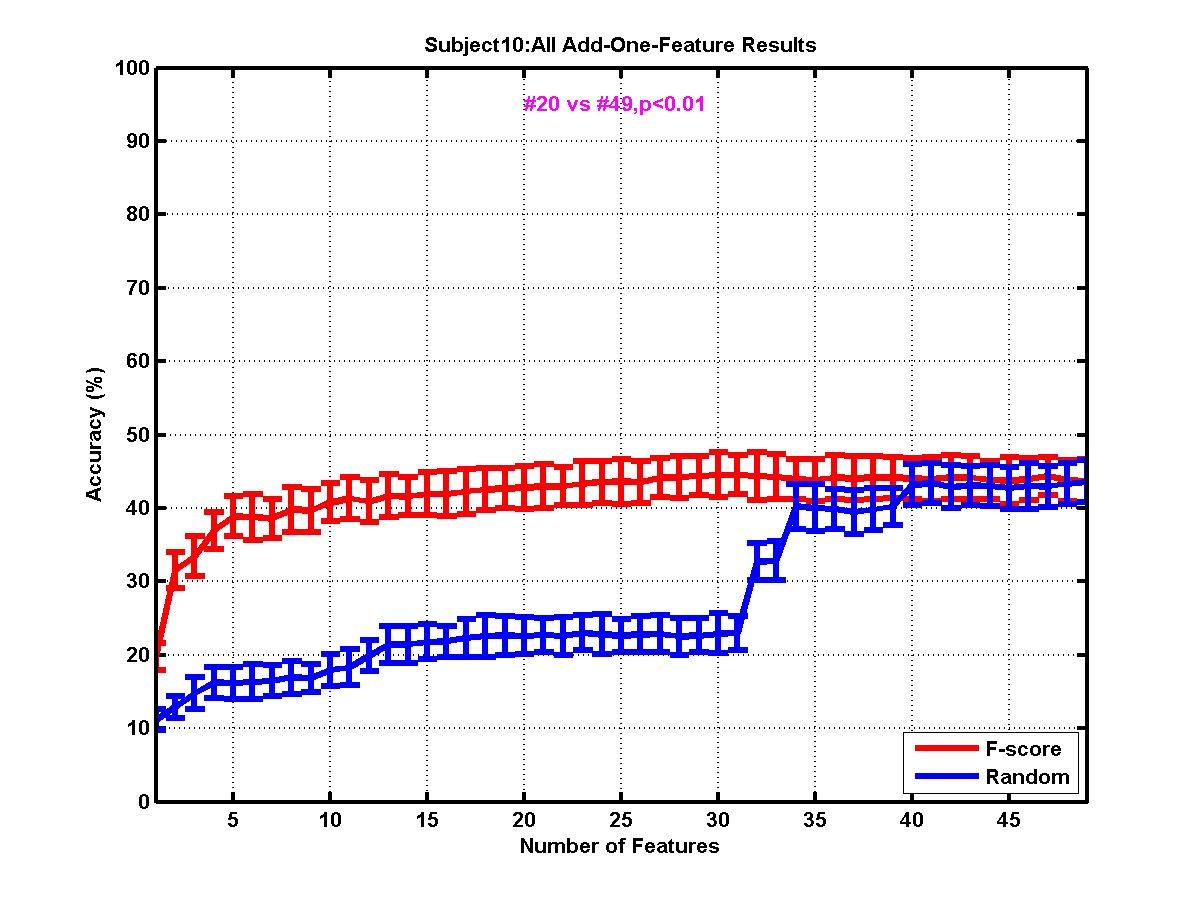 Subject10:All Add-One-Feature Results
#20 vs #49,p<0.01
Accuracy (%)
100
90
80
70
60
50
40
30
20
10
0
5 10 15 20 25 30 35 40 45
Number of Features
F-score
Random